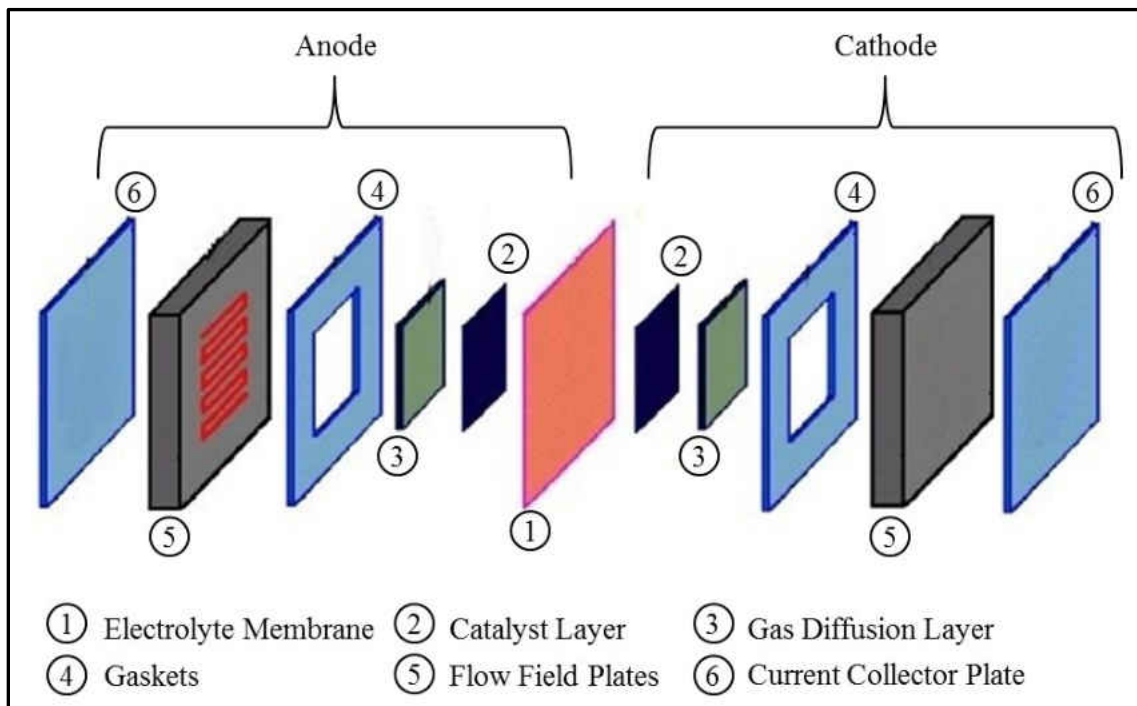 Anode Cathode
6 4 4 6
2 2
3 3
1
5 5
1 Electrolyte Membrane 2 Catalyst Layer 3 Gas Diffusion Layer
4 Gaskets 5 Flow Field Plates 6 Current Collector Plate